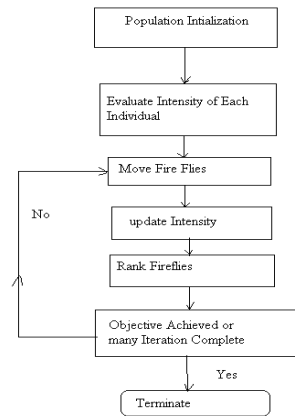 Population Intialization
Evaluate Intensity of Each
Individual
Move Fire Flies
No
update Intensity
Rank Fireflies
Objective Achieved or
many Iteration Complete
Yes
Terminate